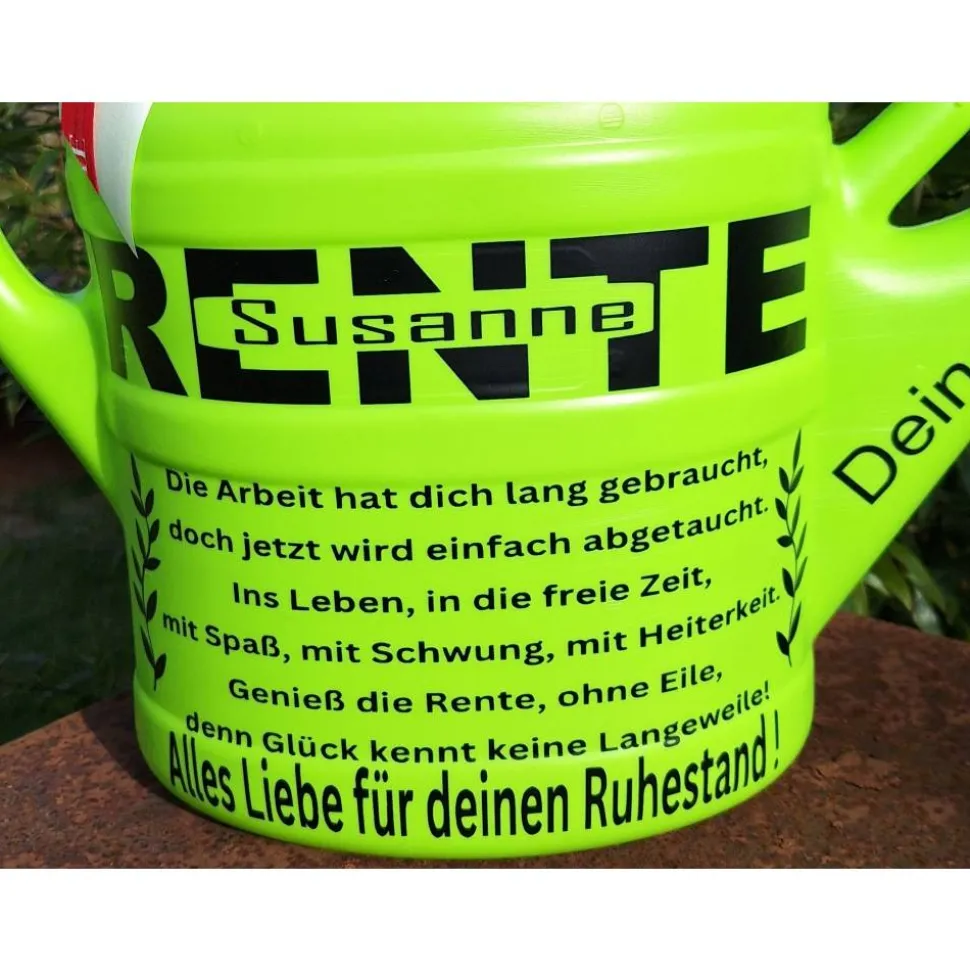 RENTE
Susanne
Die Arbeit hat dich lang gebraucht,
doch jetzt wird einfach abgetaucht.
Ins Leben, in die freie Zeit,
mit Spaß, mit Schwung, mit Heiterkeit.
Genieß die Rente, ohne Eile,
denn Glück kennt keine Langeweile!
Alles Liebe für deinen Ruhestand!
Dein